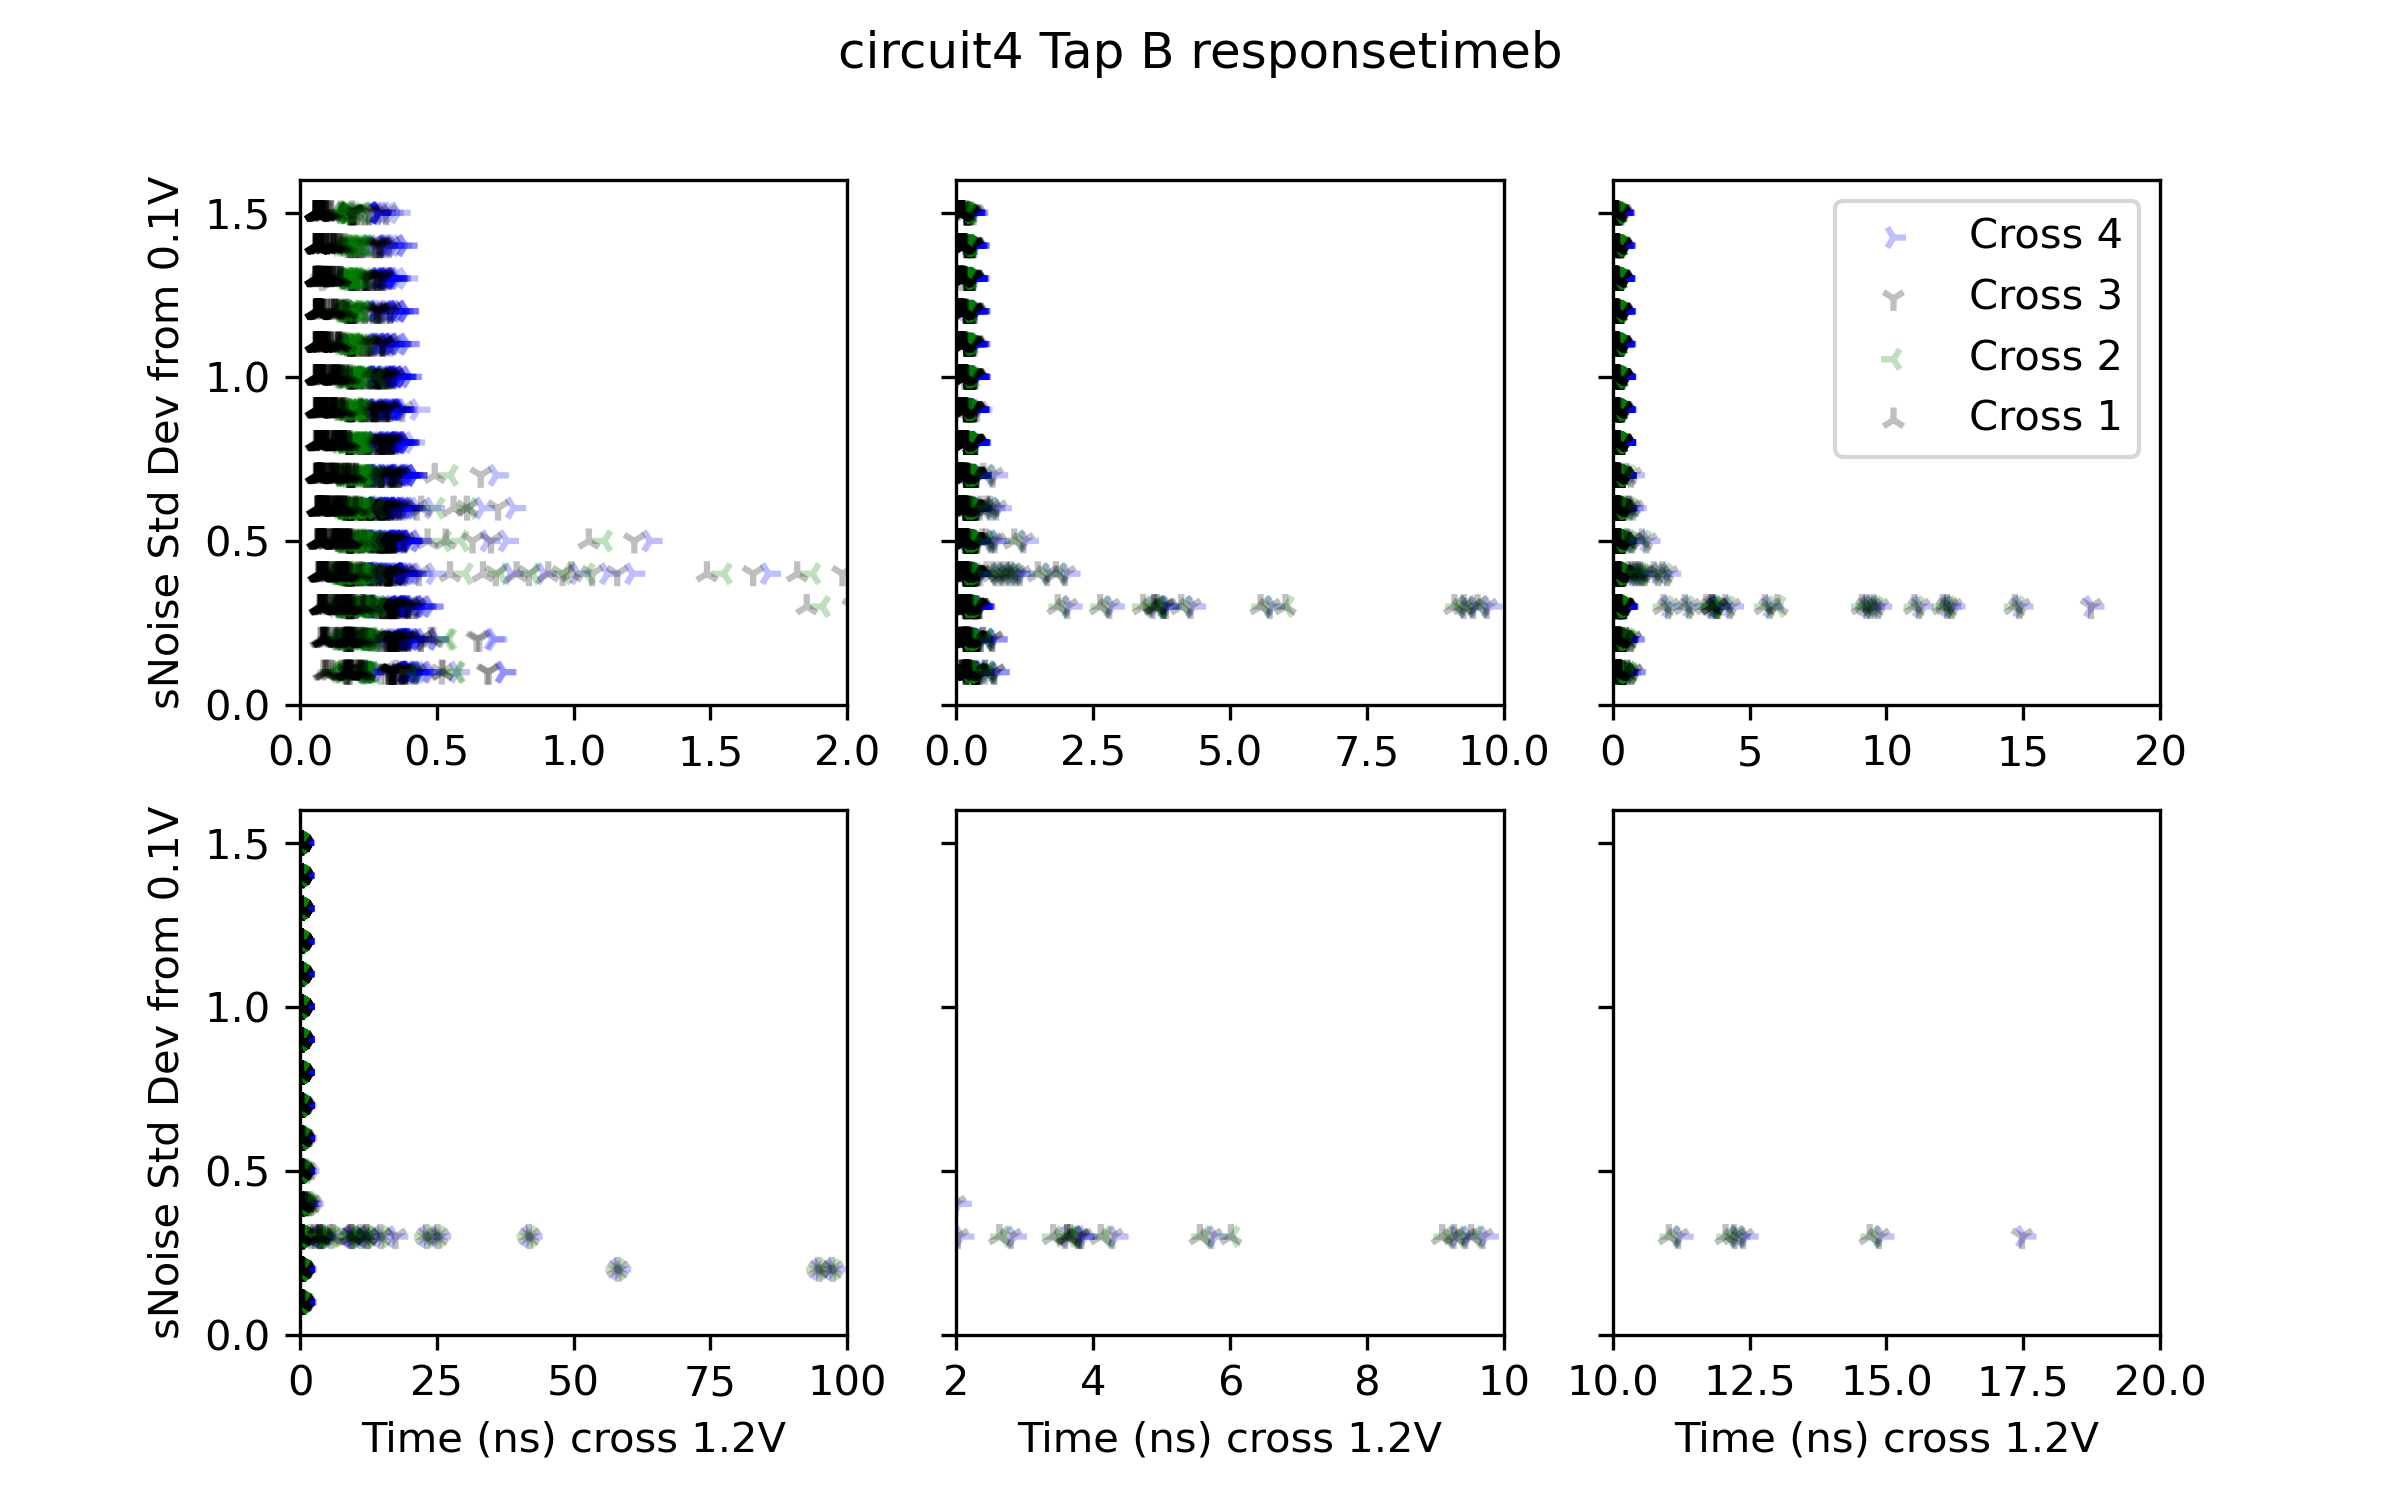 circuit4 Tap B responsetimeb
sNoise Std Dev from 0.1V
1.5
1.0
0.5
0.0
0.0 0.5 1.0 1.5 2.0
0.0 2.5 5.0 7.5 10.0
Cross 4
Cross 3
Cross 2
Cross 1
0 5 10 15 20
sNoise Std Dev from 0.1V
1.5
1.0
0.5
0.0
0 25 50 75 100
Time (ns) cross 1.2V
2 4 6 8 10
Time (ns) cross 1.2V
10.0 12.5 15.0 17.5 20.0
Time (ns) cross 1.2V